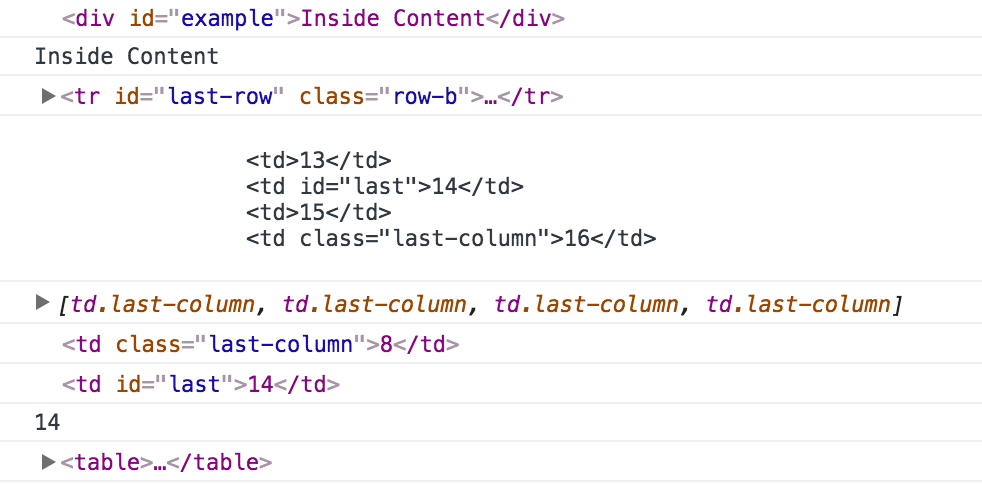 <div id="example">Inside Content</div>
Inside Content
▶<tr id="last-row" class="row-b">…</tr>
<td>13</td>
<td id="last">14</td>
<td>15</td>
<td class="last-column">16</td>
▶[td.last-column, td.last-column, td.last-column, td.last-column]
<td class="last-column">8</td>
<td id="last">14</td>
14
▶<table>…</table>